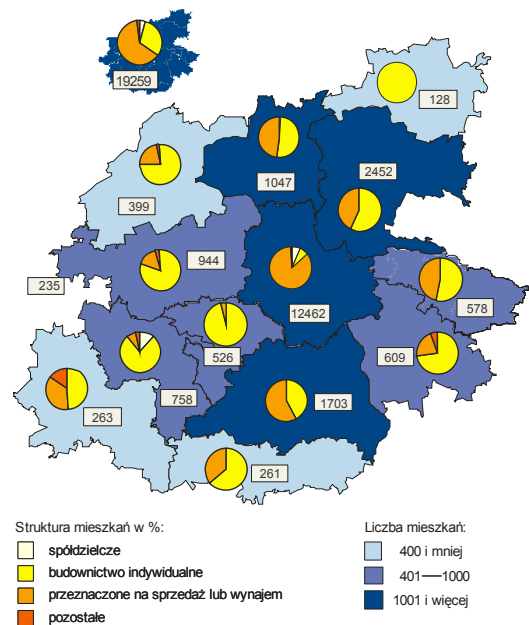 19259
128
2452
1047
399
944
235
12462
578
526
609
758
1703
263
261
Struktura mieszkań w %:
spółdzielcze
budownictwo indywidualne
przeznaczone na sprzedaż lub wynajem
pozostałe
Liczba mieszkań:
400 i mniej
401—1000
1001 i więcej